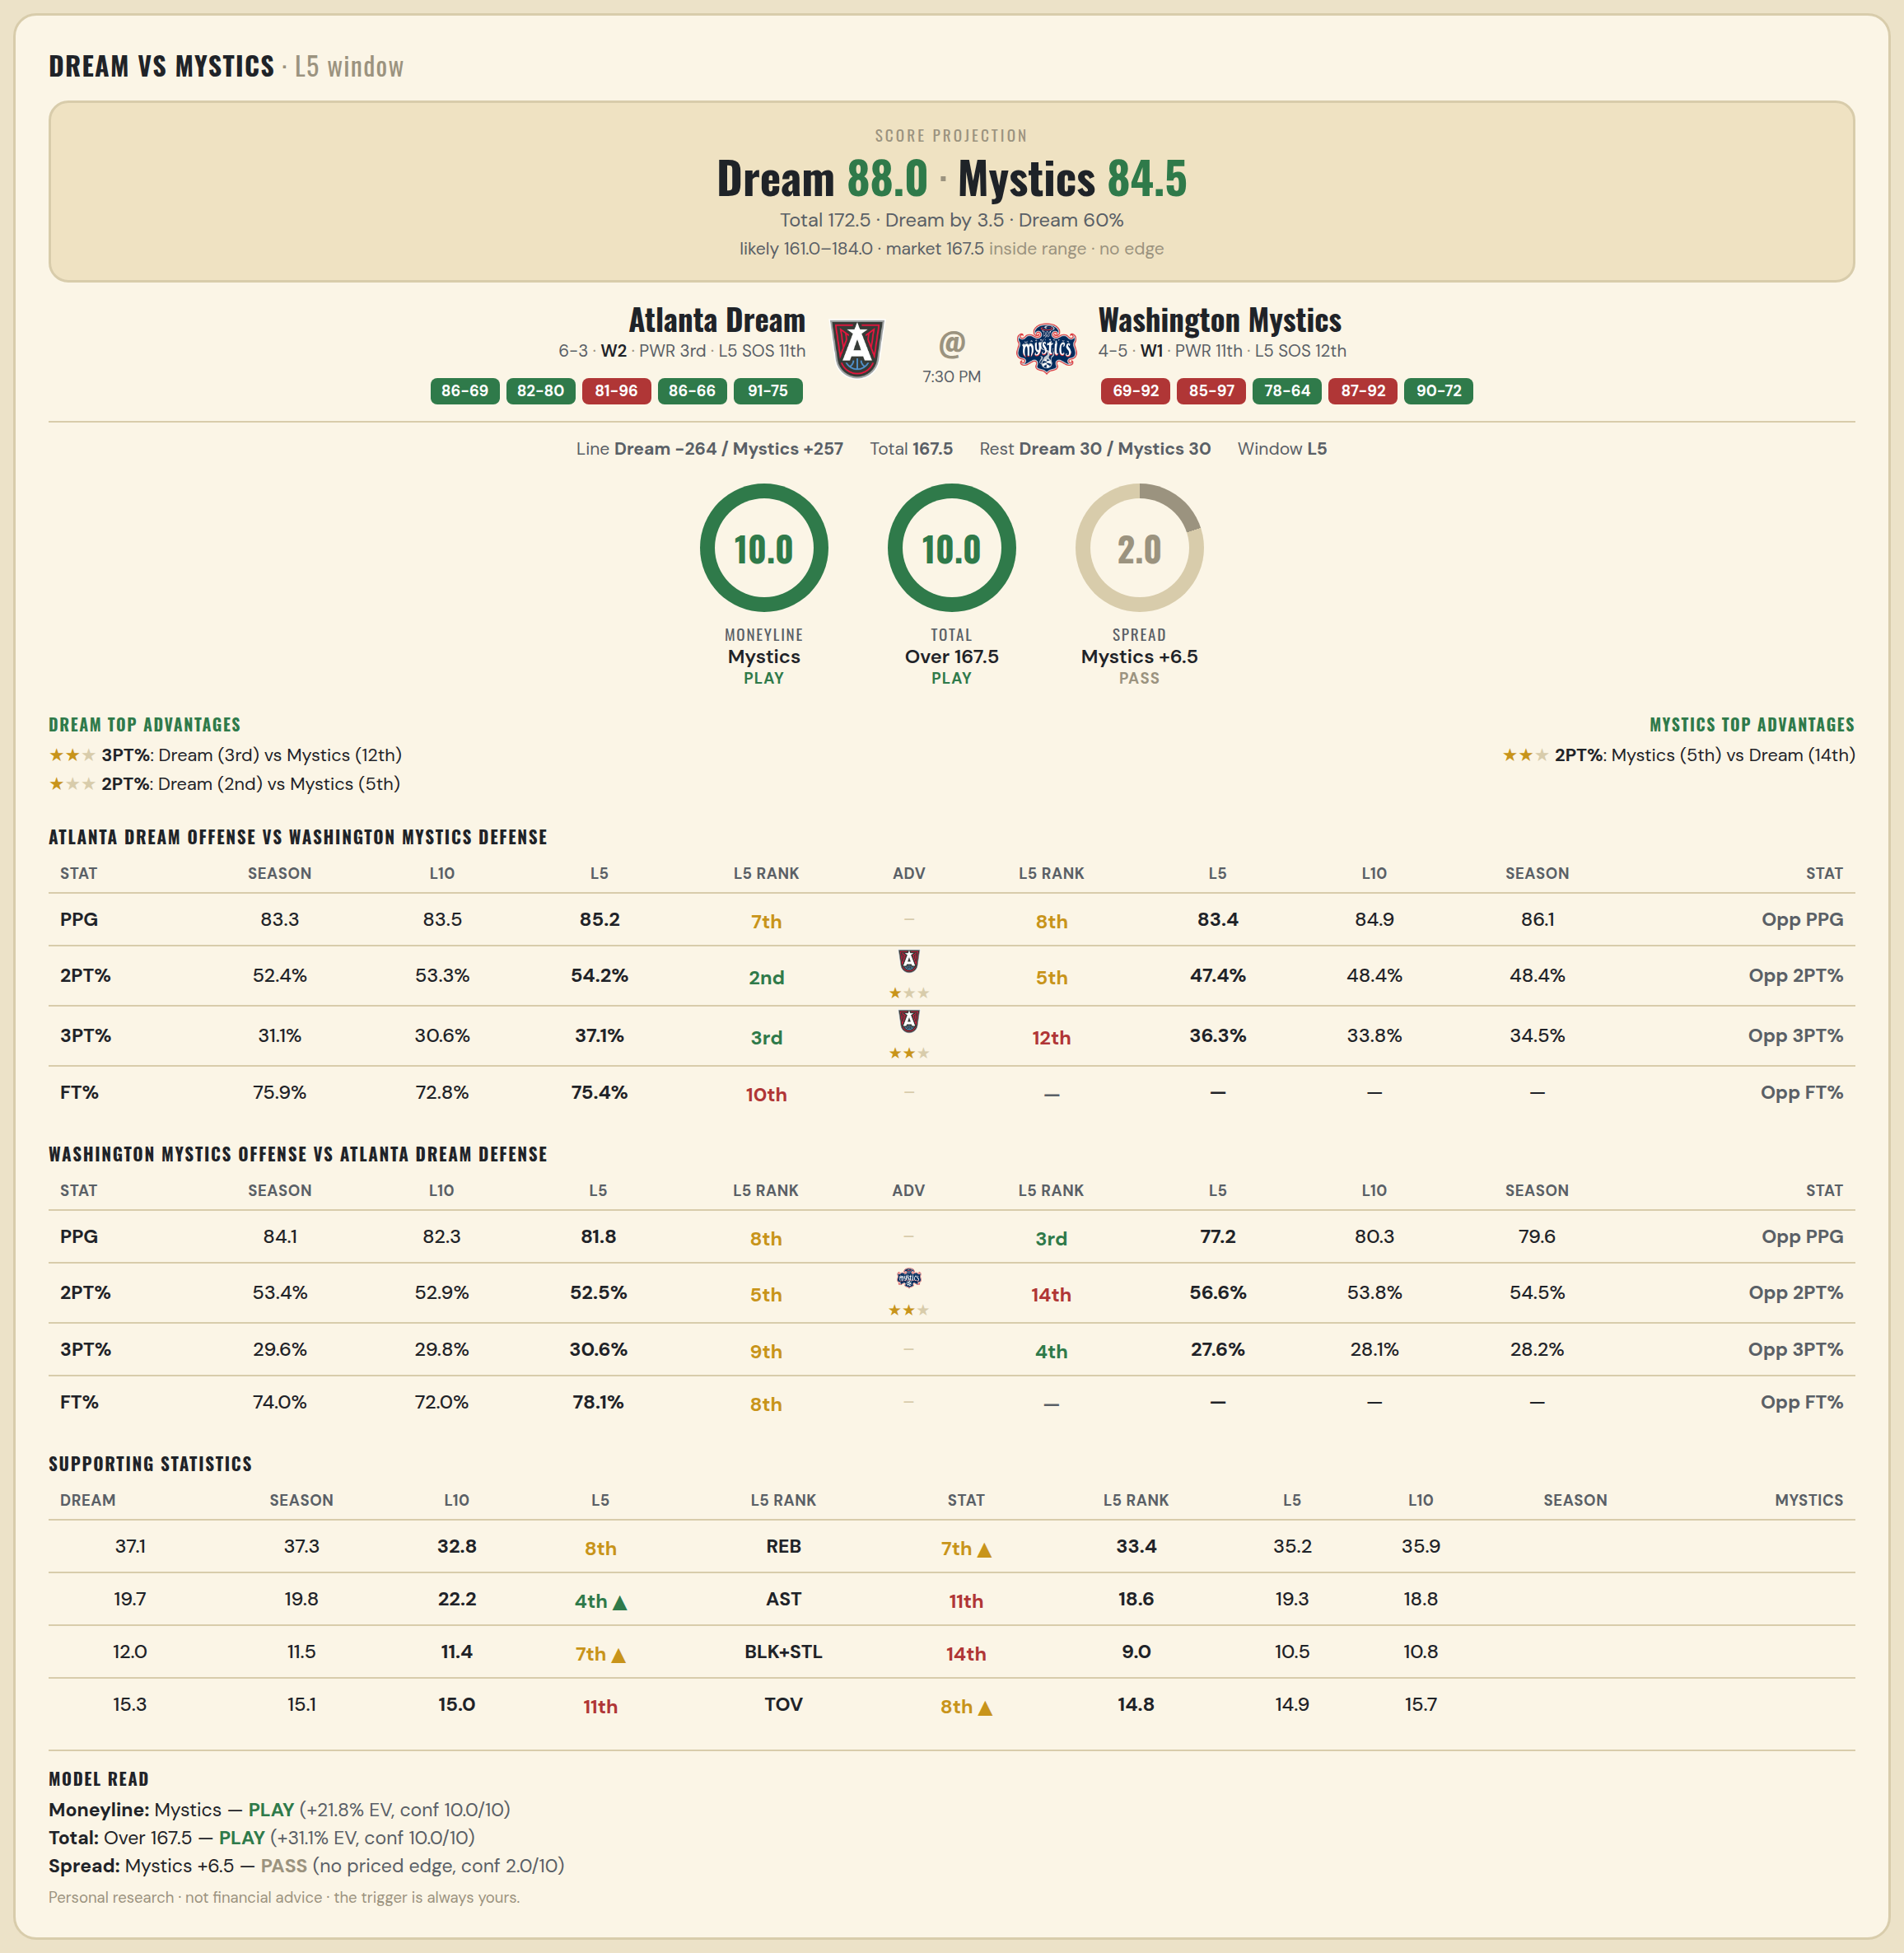 DREAM VS MYSTICS · L5 window
SCORE PROJECTION
Dream 88.0 · Mystics 84.5
Total 172.5 · Dream by 3.5 · Dream 60%
likely 161.0–184.0 · market 167.5 inside range · no edge
Atlanta Dream
6-3 · W2 · PWR 3rd · L5 SOS 11th
86-69 82-80 81-96 86-66 91-75
A
@
7:30 PM
mystics
Washington Mystics
4-5 · W1 · PWR 11th · L5 SOS 12th
69-92 85-97 78-64 87-92 90-72
Line Dream -264 / Mystics +257 Total 167.5 Rest Dream 30 / Mystics 30 Window L5
10.0 10.0 2.0
MONEYLINE TOTAL SPREAD
Mystics Over 167.5 Mystics +6.5
PLAY PLAY PASS
DREAM TOP ADVANTAGES
★★★ 3PT%: Dream (3rd) vs Mystics (12th)
★★★ 2PT%: Dream (2nd) vs Mystics (5th)
MYSTICS TOP ADVANTAGES
★★★ 2PT%: Mystics (5th) vs Dream (14th)
ATLANTA DREAM OFFENSE VS WASHINGTON MYSTICS DEFENSE
STAT SEASON L10 L5 L5 RANK ADV L5 RANK L5 L10 SEASON STAT
PPG 83.3 83.5 85.2 7th – 8th 83.4 84.9 86.1 Opp PPG
2PT% 52.4% 53.3% 54.2% 2nd A ★★★ 5th 47.4% 48.4% 48.4% Opp 2PT%
3PT% 31.1% 30.6% 37.1% 3rd A ★★★ 12th 36.3% 33.8% 34.5% Opp 3PT%
FT% 75.9% 72.8% 75.4% 10th – — — — — Opp FT%
WASHINGTON MYSTICS OFFENSE VS ATLANTA DREAM DEFENSE
STAT SEASON L10 L5 L5 RANK ADV L5 RANK L5 L10 SEASON STAT
PPG 84.1 82.3 81.8 8th – 3rd 77.2 80.3 79.6 Opp PPG
2PT% 53.4% 52.9% 52.5% 5th mystics ★★★ 14th 56.6% 53.8% 54.5% Opp 2PT%
3PT% 29.6% 29.8% 30.6% 9th – 4th 27.6% 28.1% 28.2% Opp 3PT%
FT% 74.0% 72.0% 78.1% 8th – — — — — Opp FT%
SUPPORTING STATISTICS
DREAM SEASON L10 L5 L5 RANK STAT L5 RANK L5 L10 SEASON MYSTICS
37.1 37.3 32.8 8th REB 7th ▲ 33.4 35.2 35.9
19.7 19.8 22.2 4th ▲ AST 11th 18.6 19.3 18.8
12.0 11.5 11.4 7th ▲ BLK+STL 14th 9.0 10.5 10.8
15.3 15.1 15.0 11th TOV 8th ▲ 14.8 14.9 15.7
MODEL READ
Moneyline: Mystics — PLAY (+21.8% EV, conf 10.0/10)
Total: Over 167.5 — PLAY (+31.1% EV, conf 10.0/10)
Spread: Mystics +6.5 — PASS (no priced edge, conf 2.0/10)
Personal research · not financial advice · the trigger is always yours.